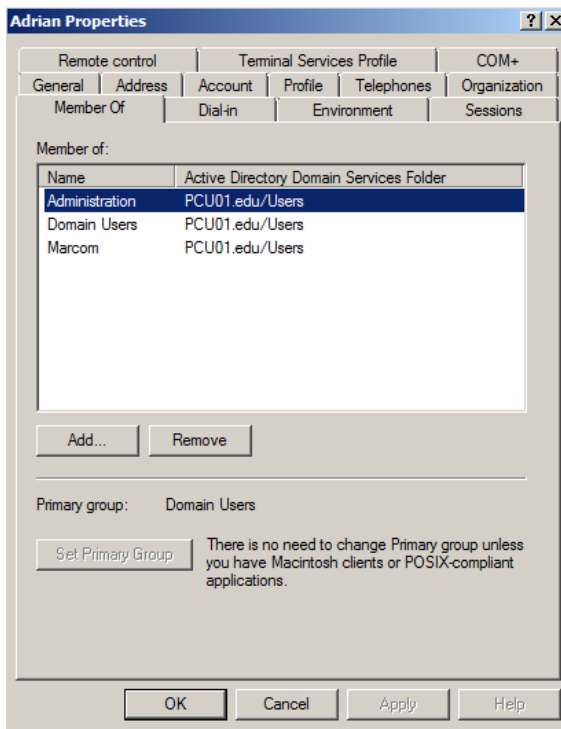 Adrian Properties
Remote control Terminal Services Profile COM+
General Address Account Profile Telephones Organization
Member Of Dial-in Environment Sessions
Member of:
Name Active Directory Domain Services Folder
Administration PCU01.edu/Users
Domain Users PCU01.edu/Users
Marcom PCU01.edu/Users
Add... Remove
Primary group: Domain Users
Set Primary Group
There is no need to change Primary group unless
you have Macintosh clients or POSIX-compliant
applications.
OK Cancel Apply Help